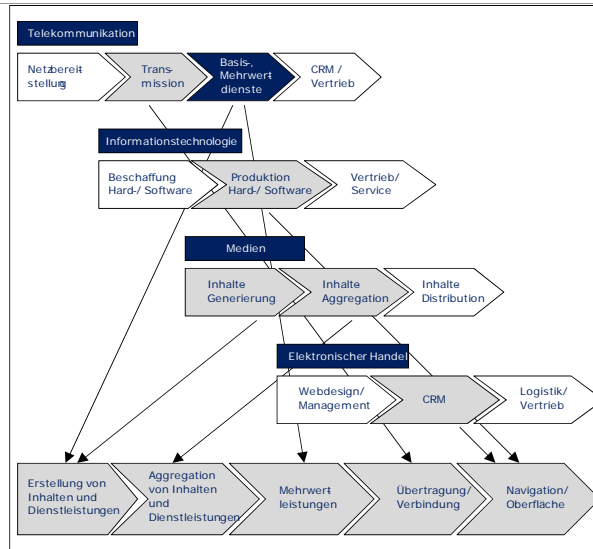 Telekommunikation
Netzbereit-
stellung
Trans-
mission
Basis-,
Mehrwert-
dienste
CRM /
Vertrieb
Informationstechnologie
Beschaffung
Hard-/ Software
Produktion
Hard-/ Software
Vertrieb/
Service
Medien
Inhalte
Generierung
Inhalte
Aggregation
Inhalte
Distribution
Elektronischer Handel
Webdesign/
Management
CRM
Logistik/
Vertrieb
Erstellung von
Inhalten und
Dienstleistungen
Aggregation
von Inhalten
und
Dienstleistungen
Mehrwert-
leistungen
Übertragung/
Verbindung
Navigation/
Oberfläche